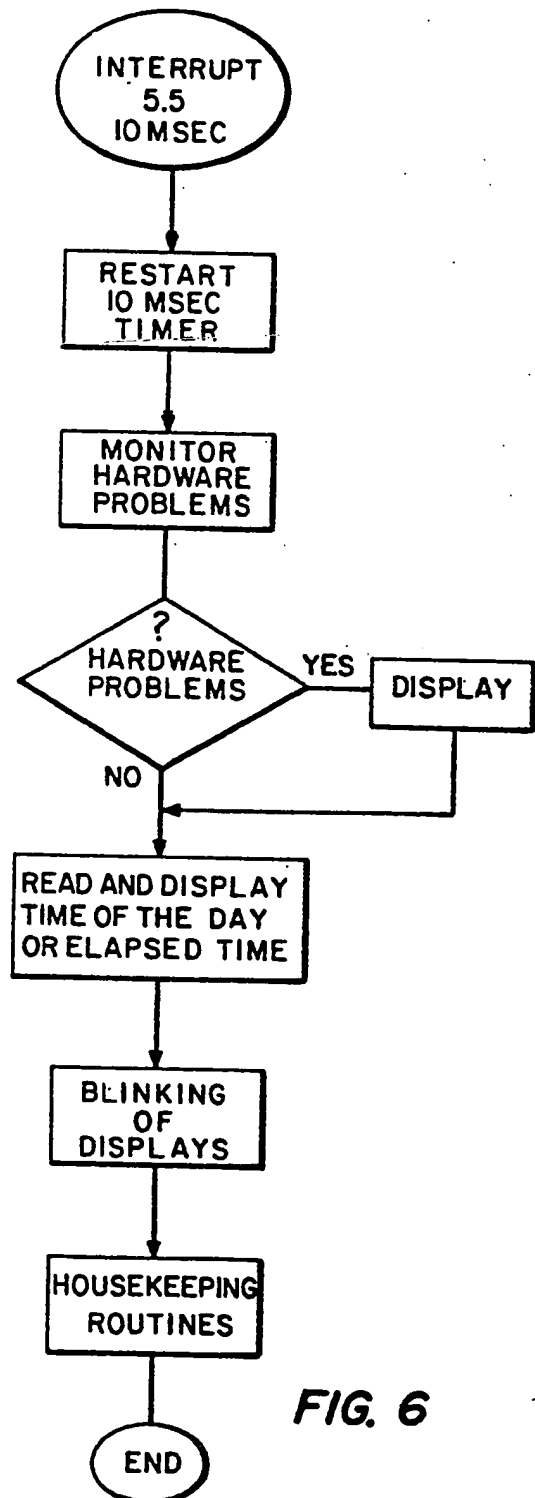 INTERRUPT
5.5
10 MSEC
RESTART
10 MSEC
TIMER
MONITOR
HARDWARE
PROBLEMS
?
HARDWARE
PROBLEMS
YES
DISPLAY
NO
READ AND DISPLAY
TIME OF THE DAY
OR ELAPSED TIME
BLINKING
OF
DISPLAYS
HOUSEKEEPING
ROUTINES
END
FIG. 6